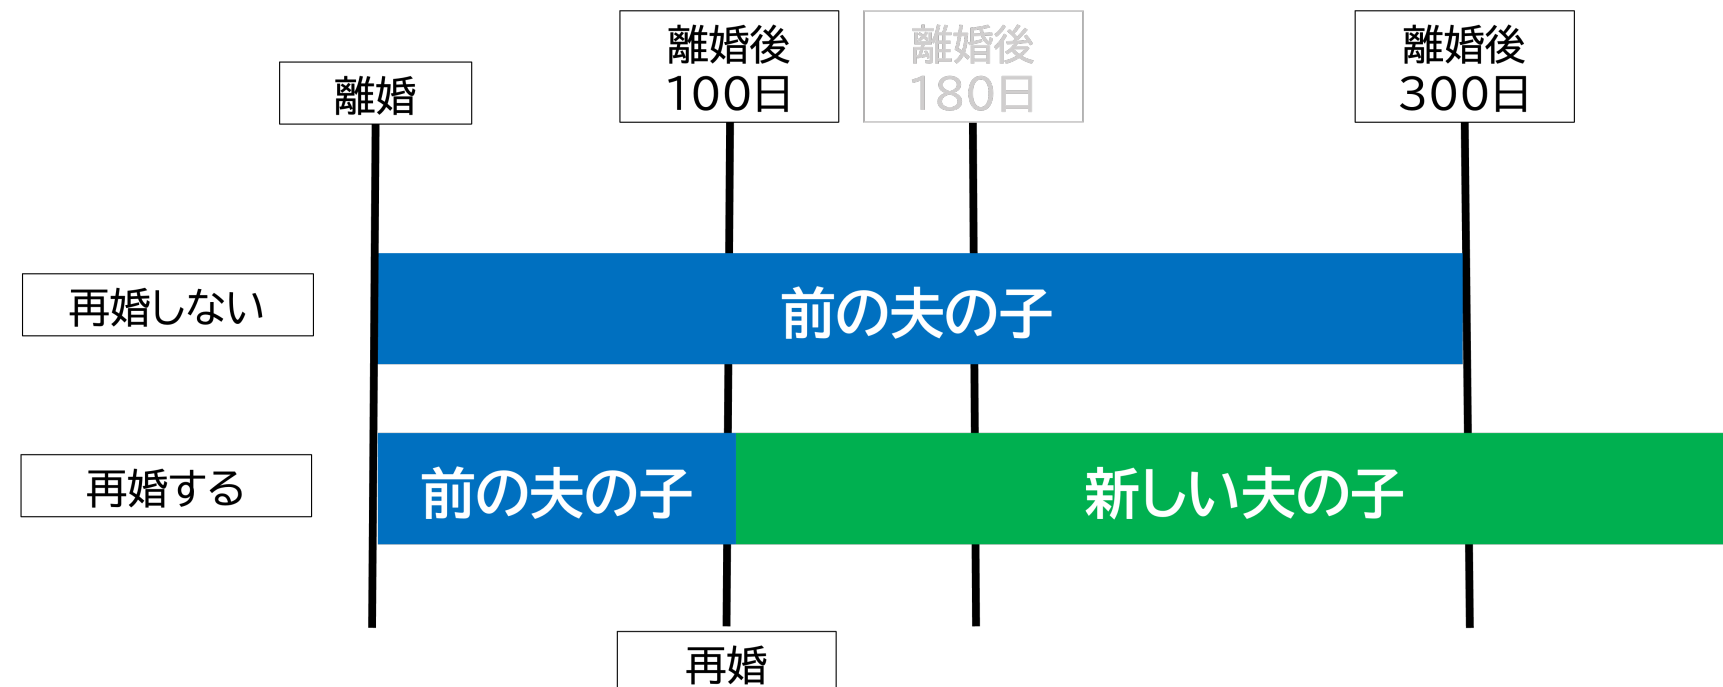 離婚
離婚後
100日
離婚後
180日
離婚後
300日
再婚しない
前の夫の子
再婚する
前の夫の子
新しい夫の子
再婚